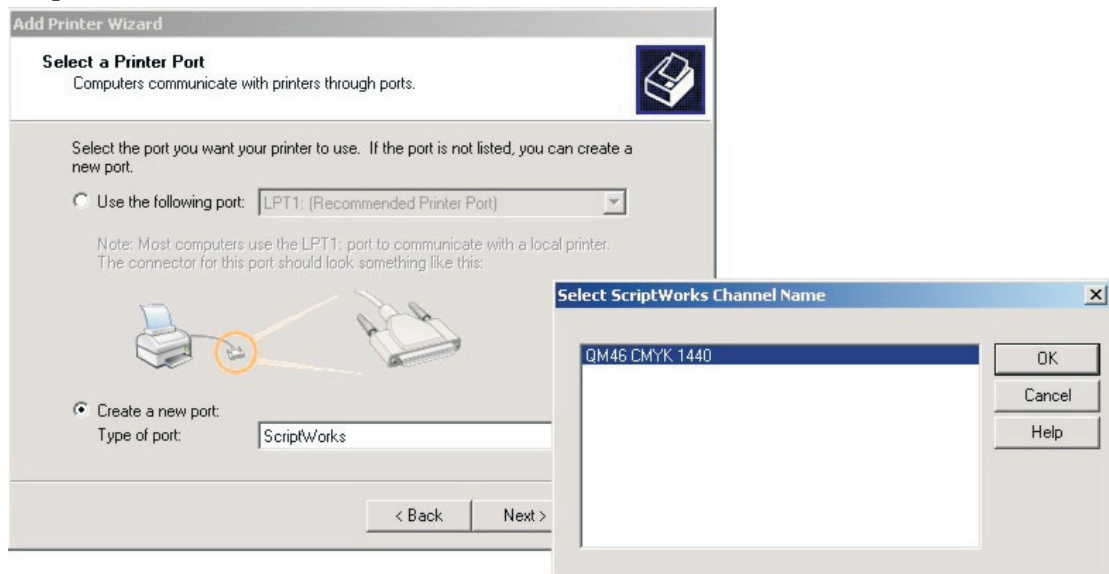 Add Printer Wizard
Select a Printer Port
Computers communicate with printers through ports.
Select the port you want your printer to use. If the port is not listed, you can create a
new port.
Use the following port:
LPT1: (Recommended Printer Port)
Note: Most computers use the LPT1: port to communicate with a local printer.
The connector for this port should look something like this:
Create a new port:
Type of port:
ScriptWorks
< Back
Next >
Select ScriptWorks Channel Name
QM46 CMYK 1440
OK
Cancel
Help